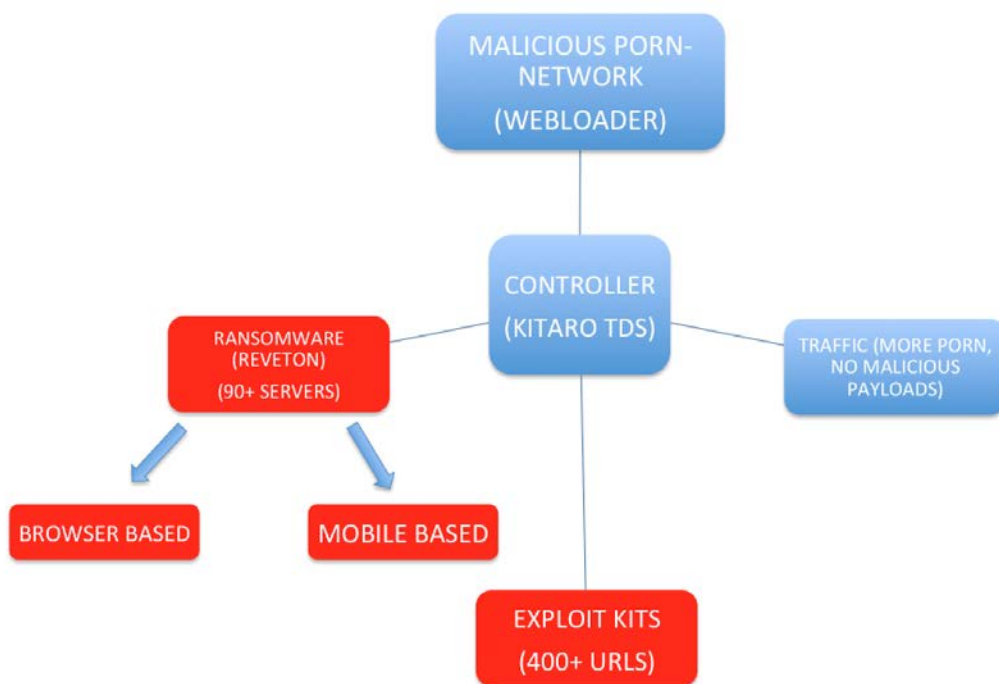 MALICIOUS PORN-
NETWORK
(WEBLOADER)
CONTROLLER
(KITARO TDS)
RANSOMWARE
(REVETON)
(90+ SERVERS)
TRAFFIC (MORE PORN,
NO MALICIOUS
PAYLOADS)
BROWSER BASED
MOBILE BASED
EXPLOIT KITS
(400+ URLS)